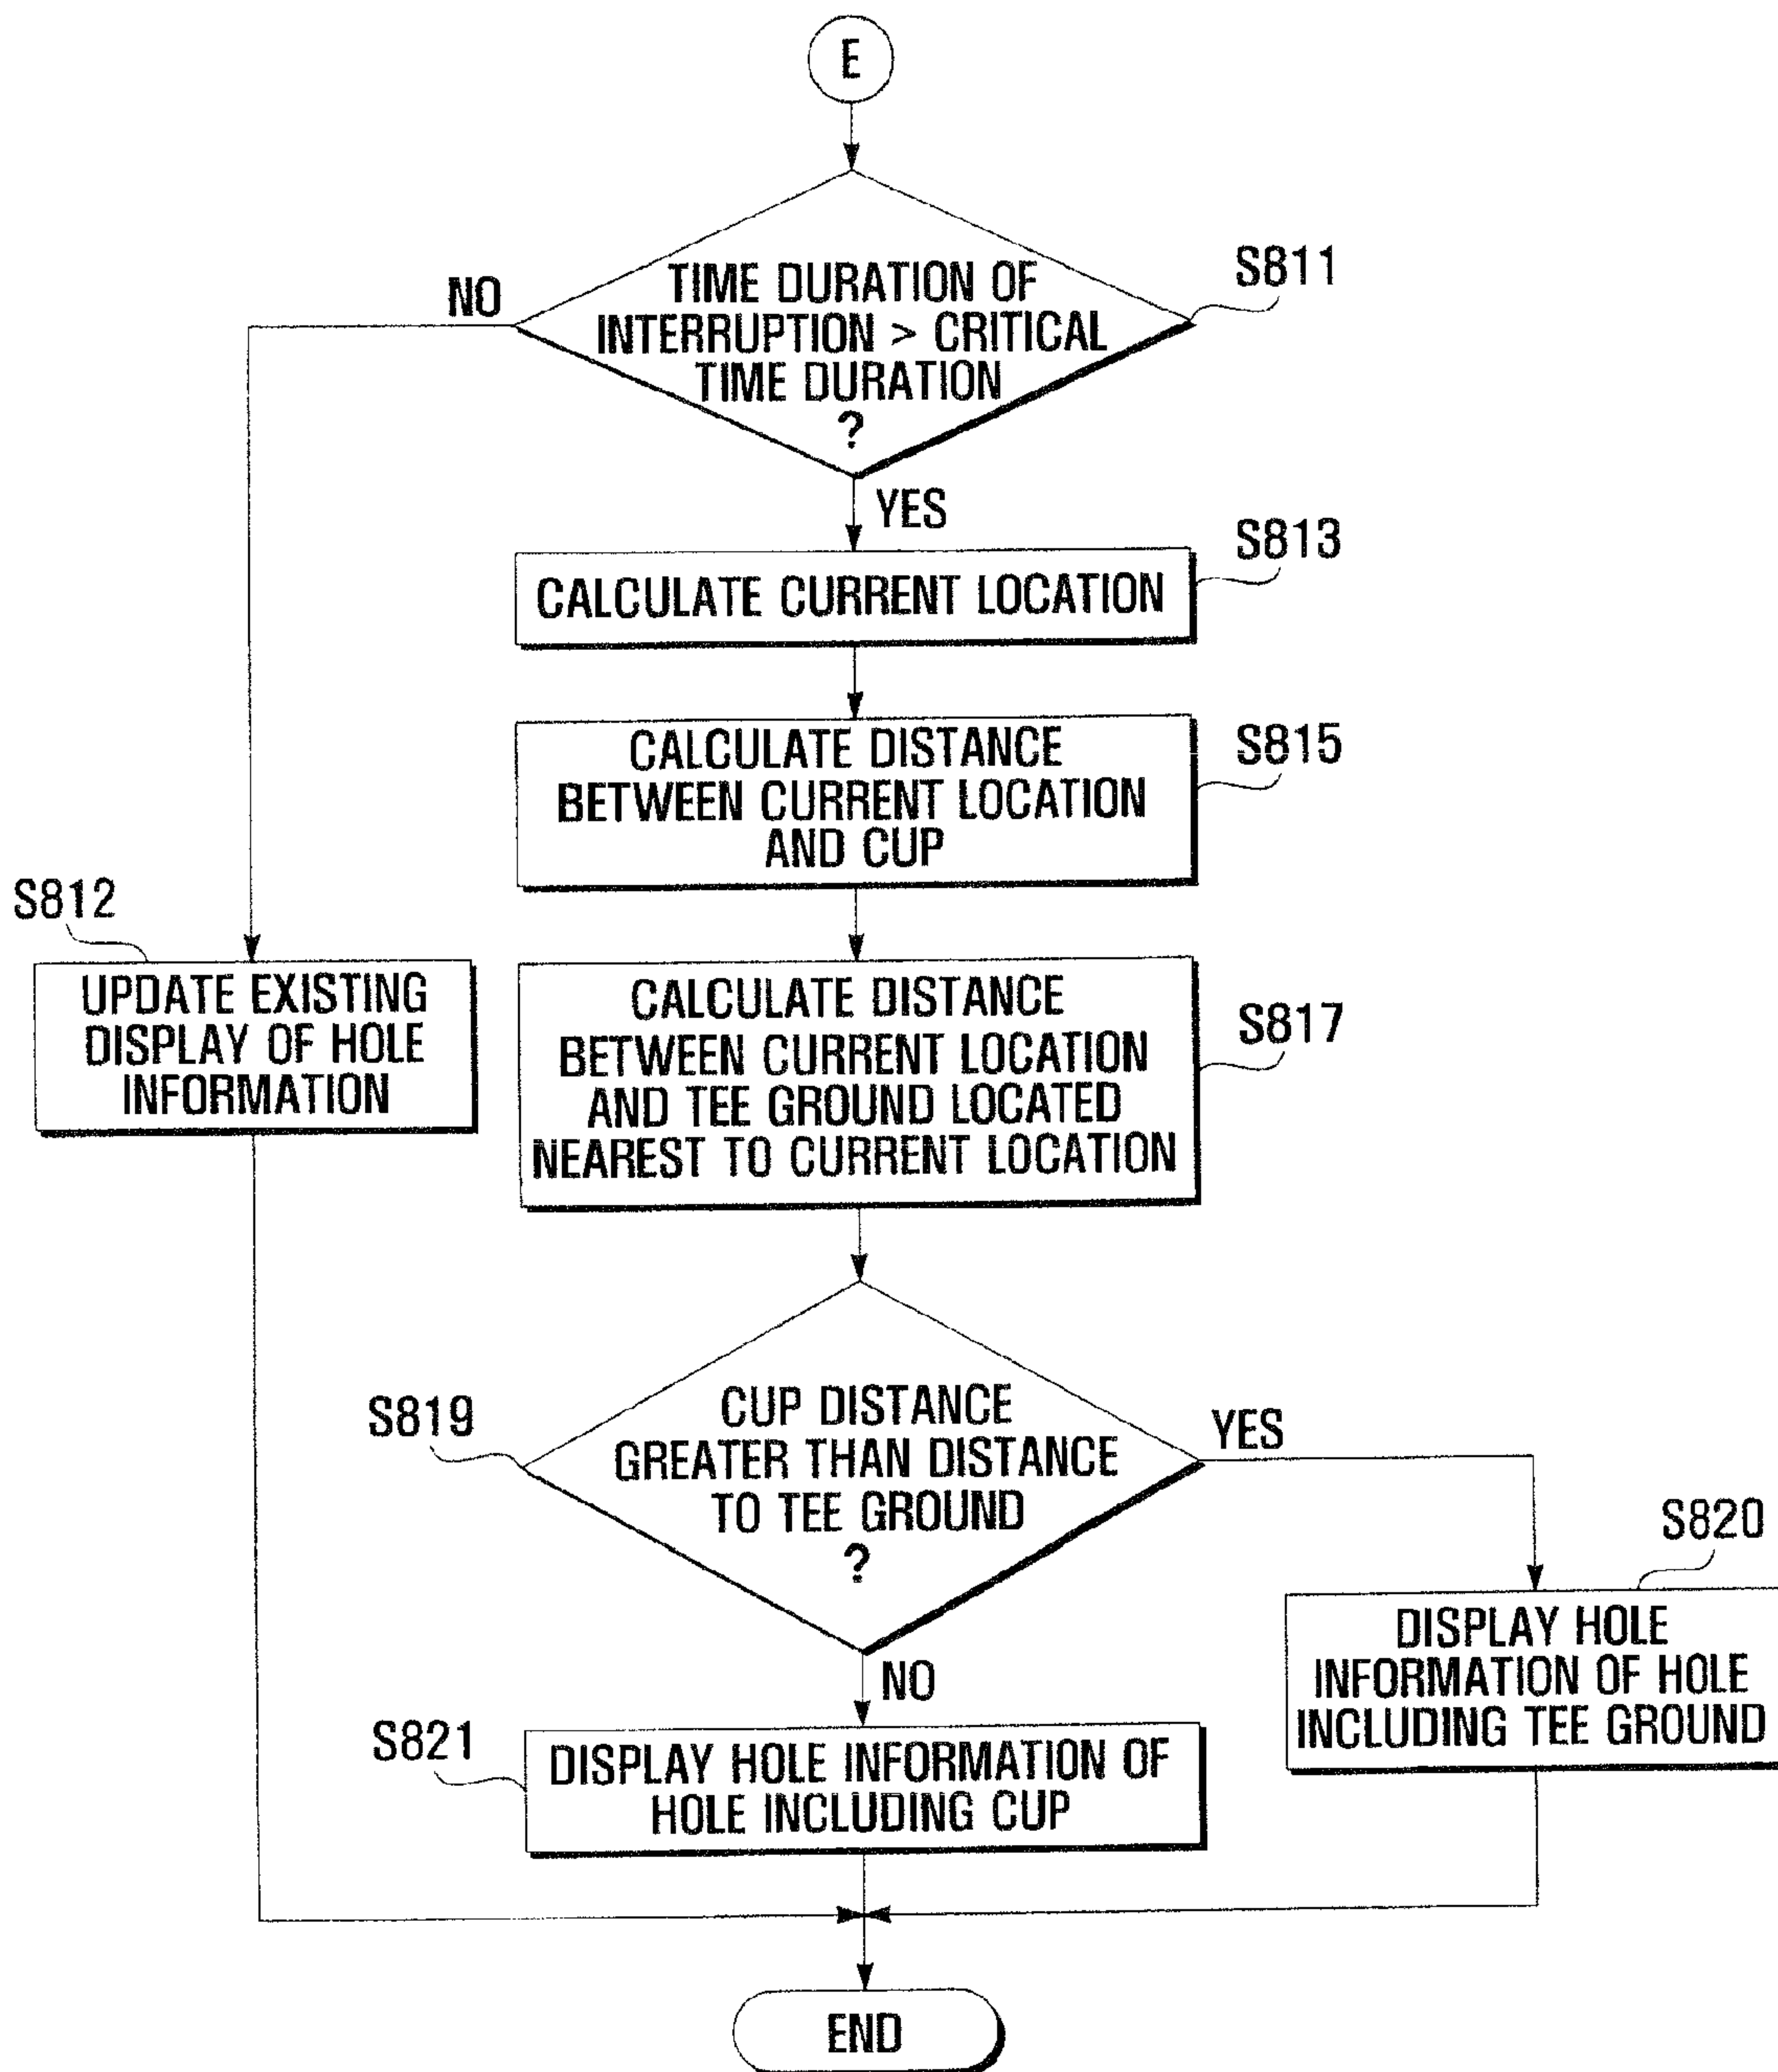 E
TIME DURATION OF
INTERRUPTION > CRITICAL
TIME DURATION
?
S811
NO
YES
CALCULATE CURRENT LOCATION
S813
CALCULATE DISTANCE
BETWEEN CURRENT LOCATION
AND CUP
S815
S812
UPDATE EXISTING
DISPLAY OF HOLE
INFORMATION
CALCULATE DISTANCE
BETWEEN CURRENT LOCATION
AND TEE GROUND LOCATED
NEAREST TO CURRENT LOCATION
S817
S819
CUP DISTANCE
GREATER THAN DISTANCE
TO TEE GROUND
?
YES
NO
S820
DISPLAY HOLE
INFORMATION OF HOLE
INCLUDING TEE GROUND
S821
DISPLAY HOLE INFORMATION OF
HOLE INCLUDING CUP
END